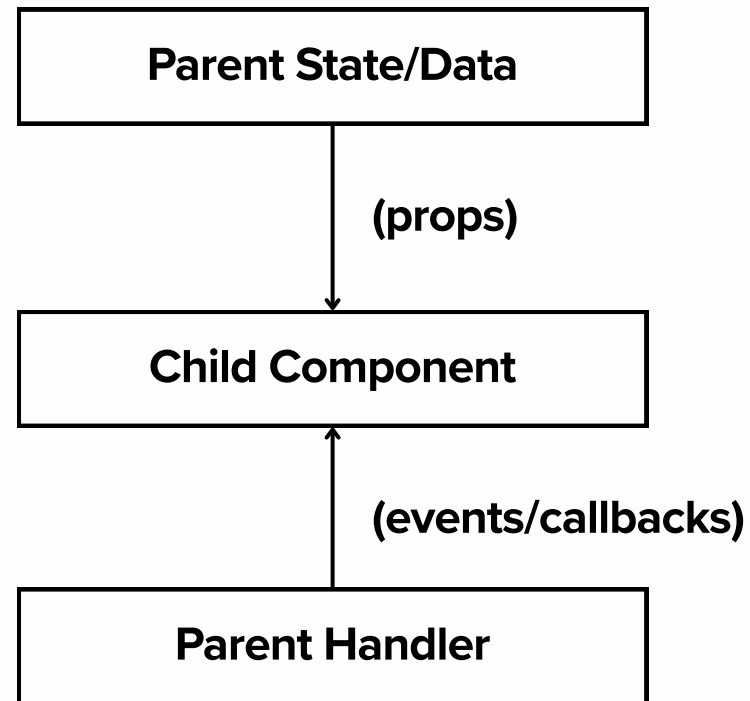 Parent State/Data
(props)
Child Component
(events/callbacks)
Parent Handler